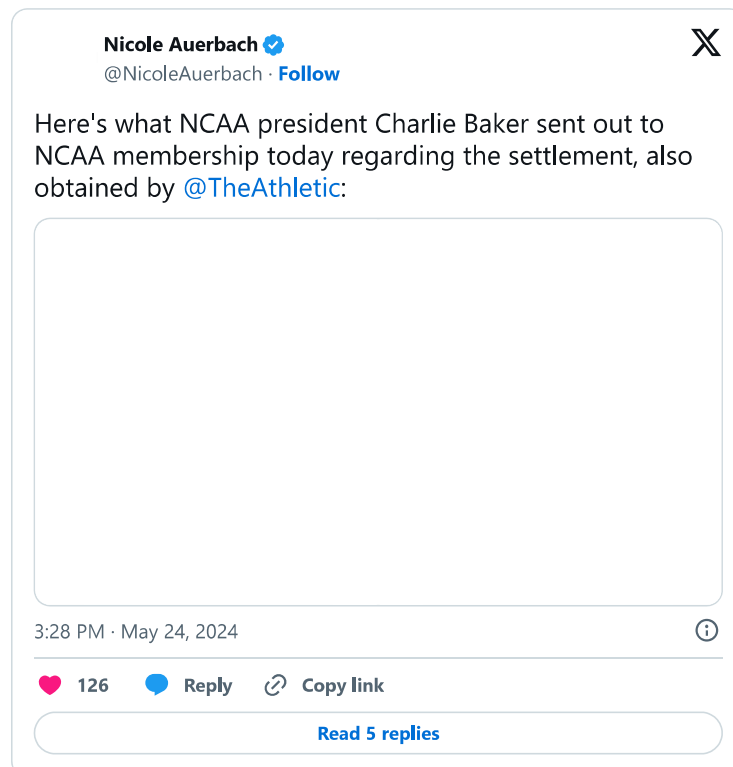 Nicole Auerbach
@NicoleAuerbach · Follow
Here's what NCAA president Charlie Baker sent out to
NCAA membership today regarding the settlement, also
obtained by @TheAthletic:
3:28 PM · May 24, 2024
126 Reply Copy link
Read 5 replies